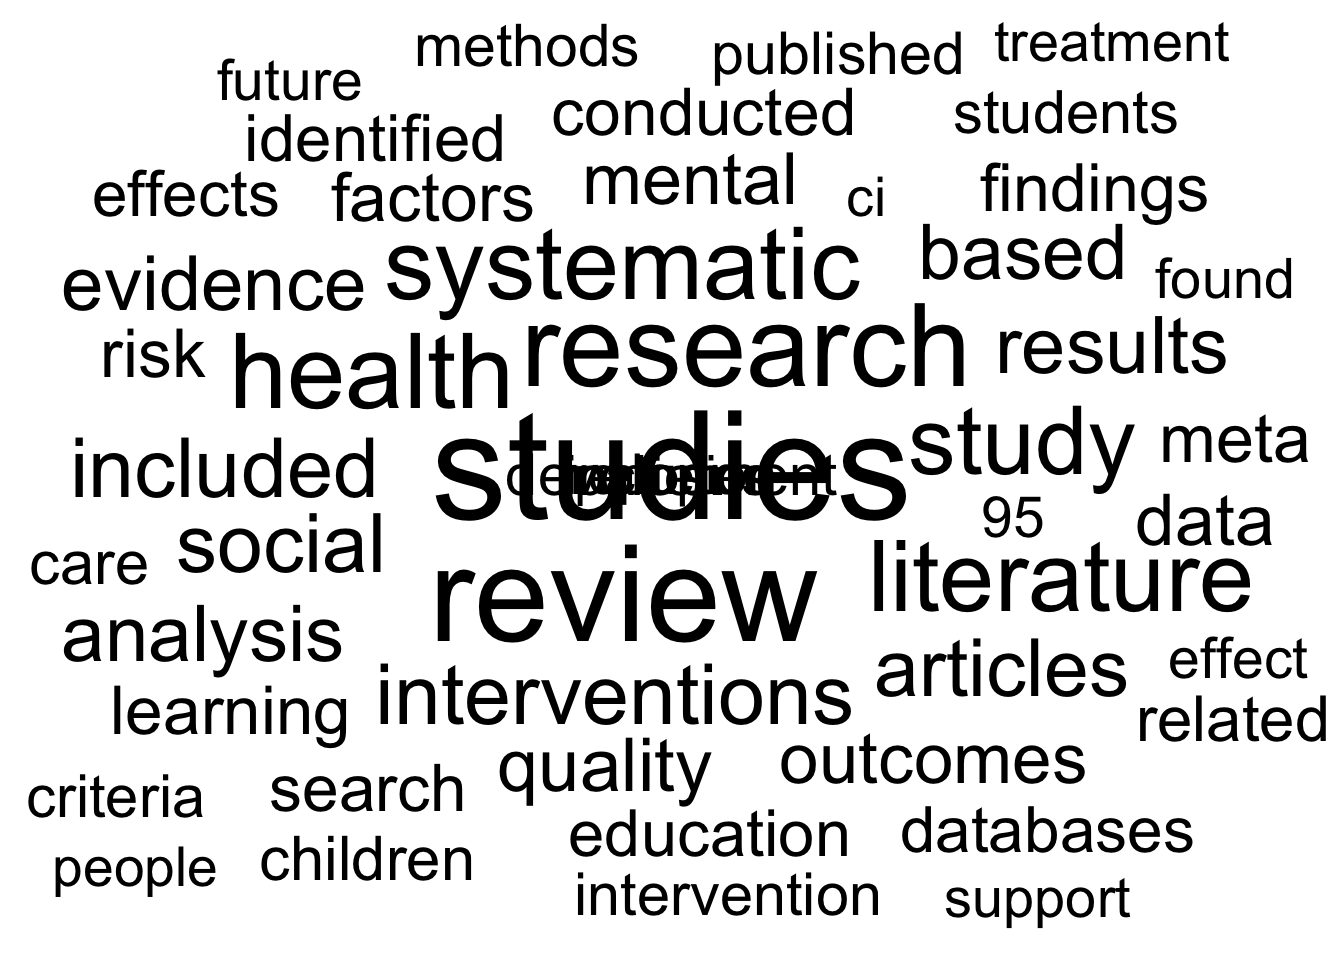 methods published treatment
future conducted students
identified mental
effects factors ci findings
evidence systematic based found
risk health research results
included studies study meta
95 data
care social literature
analysis review articles effect
learning interventions related
quality outcomes
criteria search education databases
people children intervention support